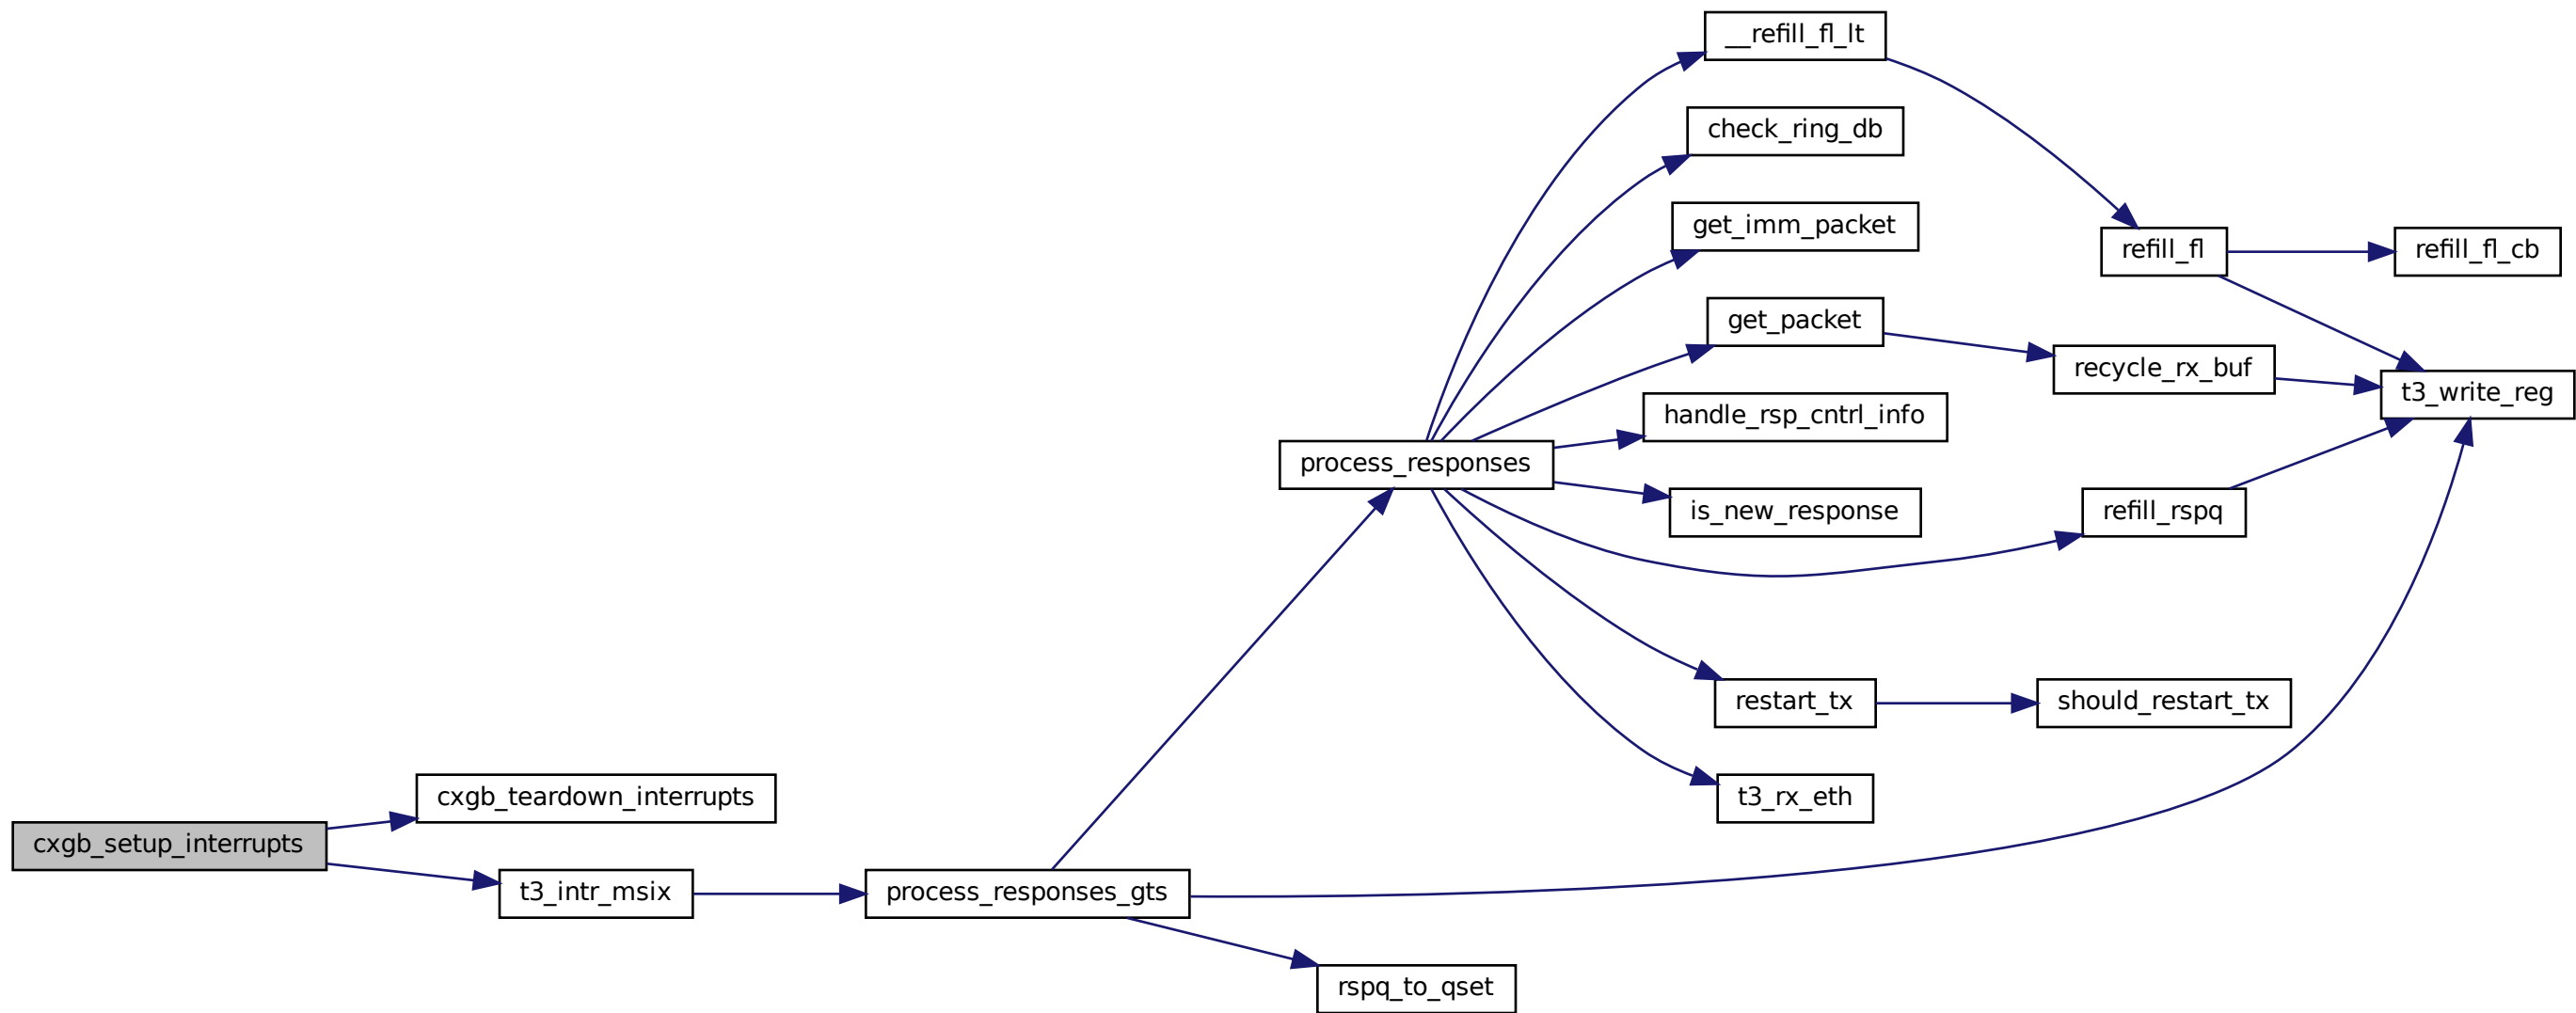 __refill_fl_lt
check_ring_db
get_imm_packet
refill_fl
refill_fl_cb
get_packet
recycle_rx_buf
t3_write_reg
handle_rsp_cntrl_info
process_responses
is_new_response
refill_rspq
restart_tx
should_restart_tx
cxgb_teardown_interrupts
t3_rx_eth
cxgb_setup_interrupts
t3_intr_msix
process_responses_gts
rspq_to_qset